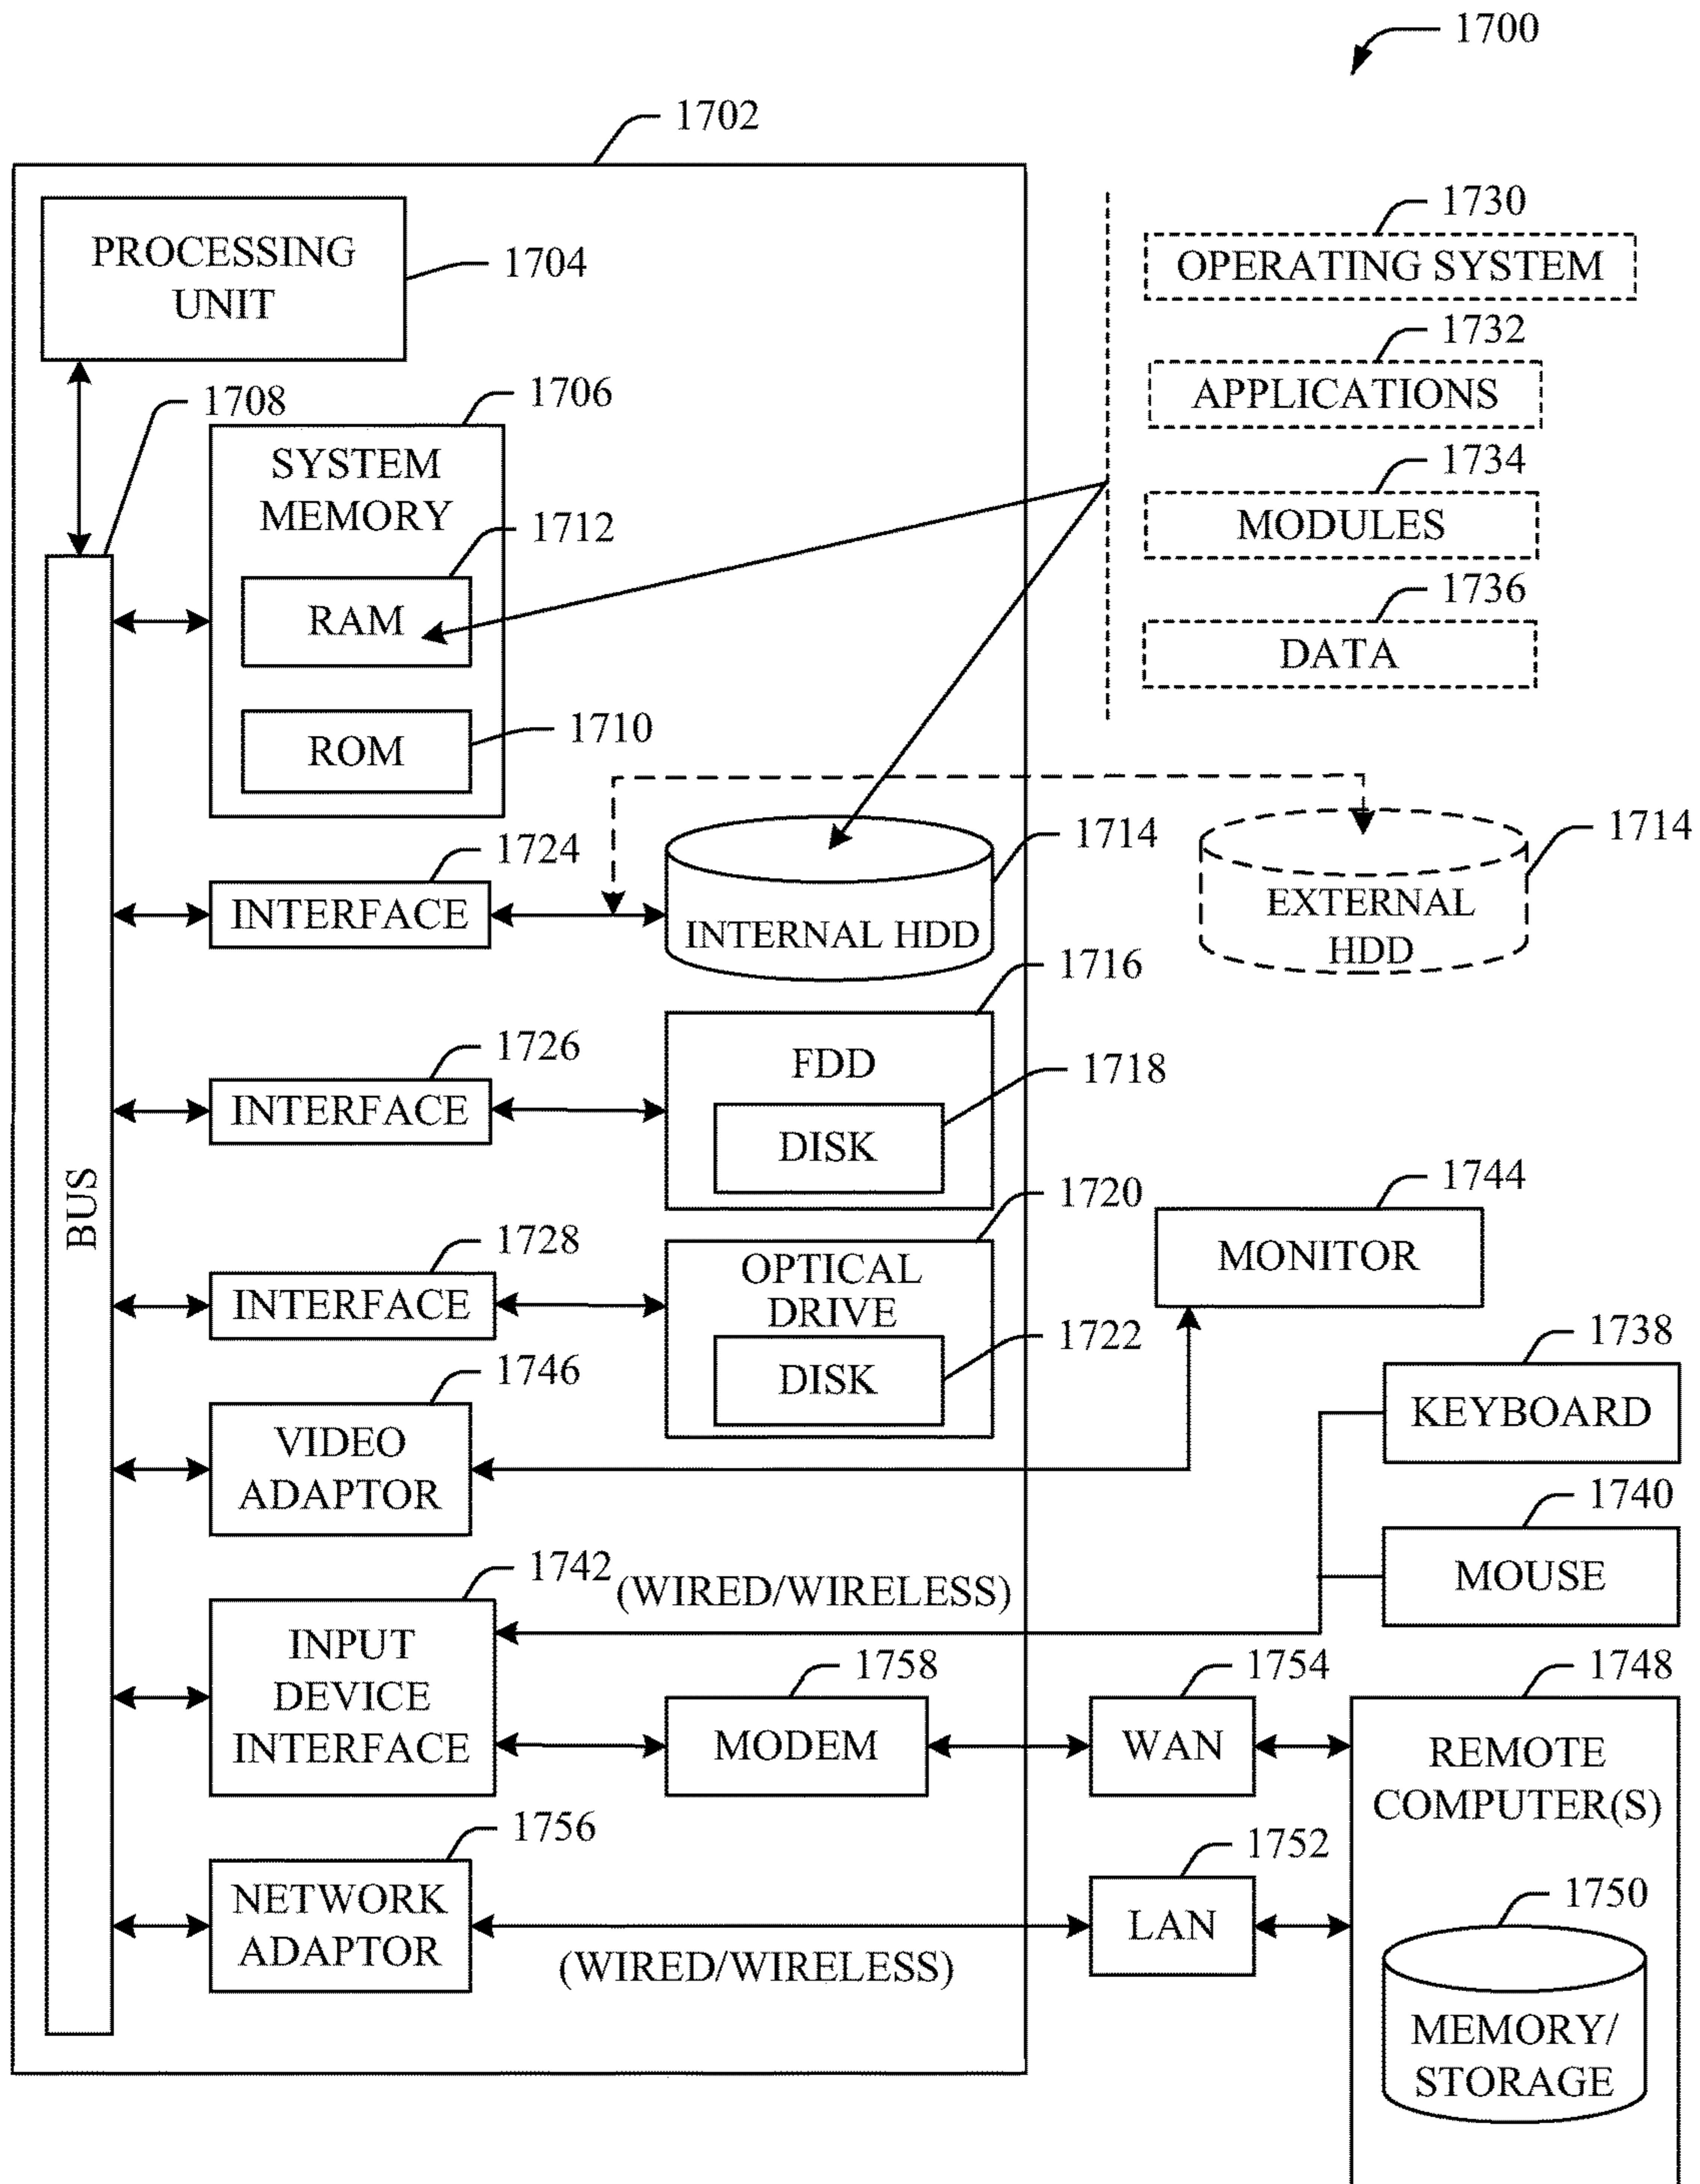 1700
1702
PROCESSING
UNIT
1704
1730
OPERATING SYSTEM
1732
APPLICATIONS
1734
MODULES
1736
DATA
1708
1706
SYSTEM
MEMORY
1712
RAM
1710
ROM
BUS
1724
INTERFACE
1714
INTERNAL HDD
1714
EXTERNAL
HDD
1726
INTERFACE
1716
FDD
1718
DISK
1728
INTERFACE
1720
OPTICAL
DRIVE
1722
DISK
1744
MONITOR
1746
VIDEO
ADAPTOR
1738
KEYBOARD
1740
MOUSE
1742
(WIRED/WIRELESS)
INPUT
DEVICE
INTERFACE
1758
MODEM
1754
WAN
1748
REMOTE
COMPUTER(S)
1756
NETWORK
ADAPTOR
(WIRED/WIRELESS)
1752
LAN
1750
MEMORY/
STORAGE